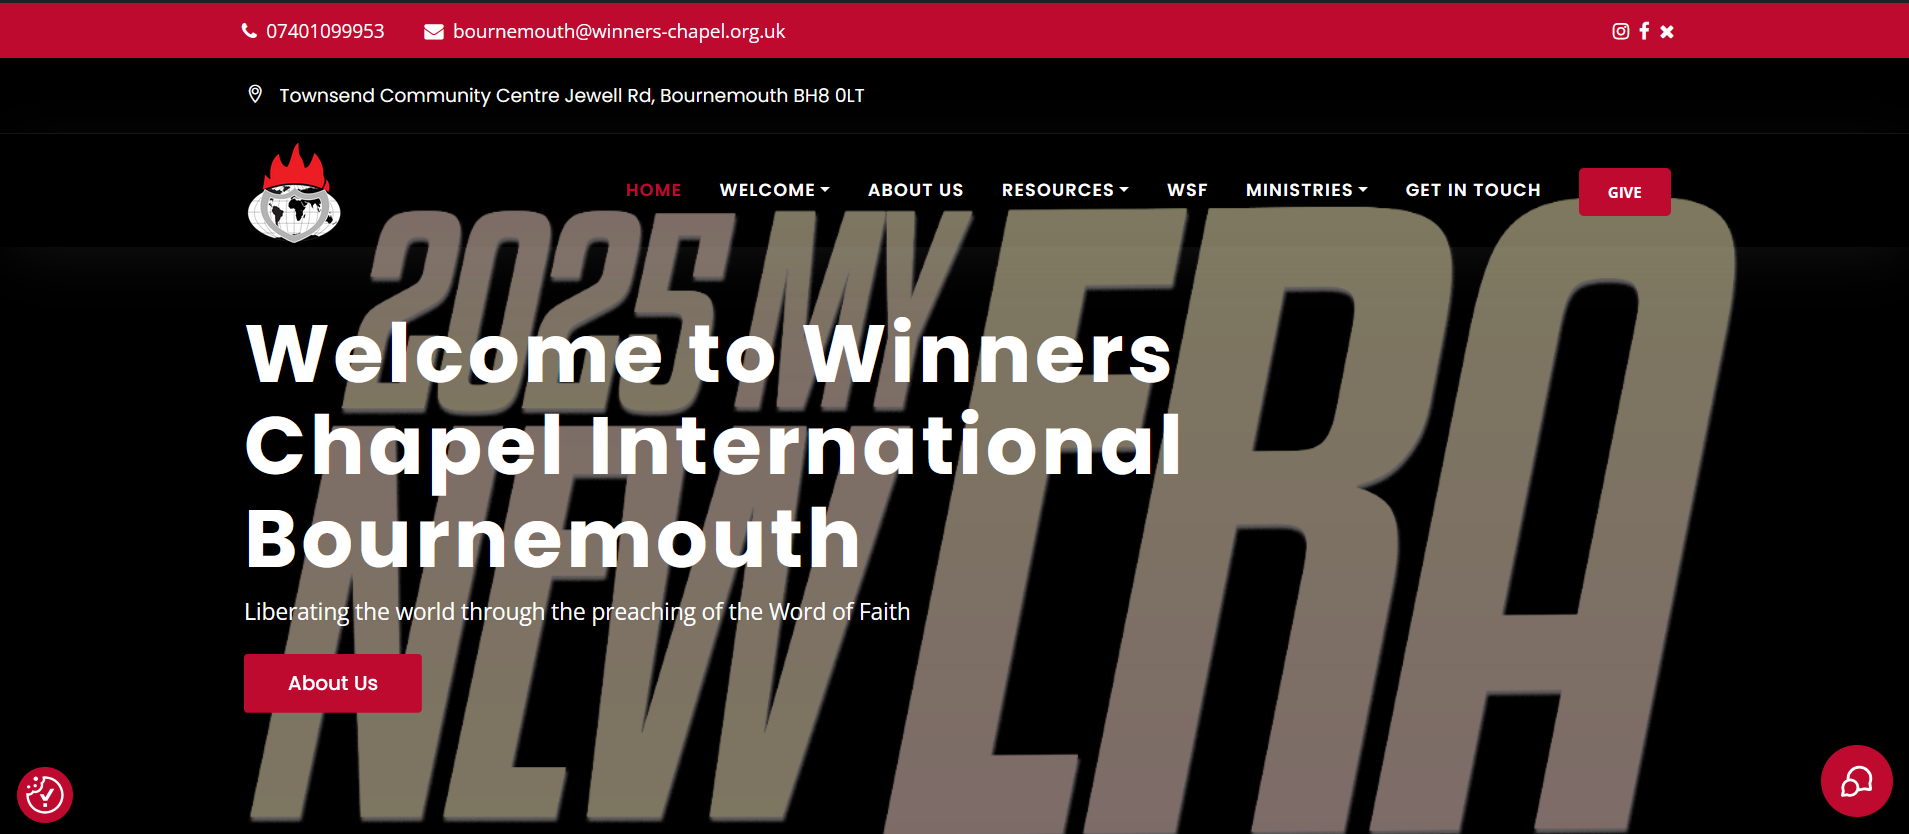 07401099953 bournemouth@winners-chapel.org.uk
Townsend Community Centre Jewell Rd, Bournemouth BH8 0LT
HOME WELCOME ABOUT US RESOURCES WSF MINISTRIES GET IN TOUCH GIVE
2025 MY
NEW ERA
Welcome to Winners
Chapel International
Bournemouth
Liberating the world through the preaching of the Word of Faith
About Us